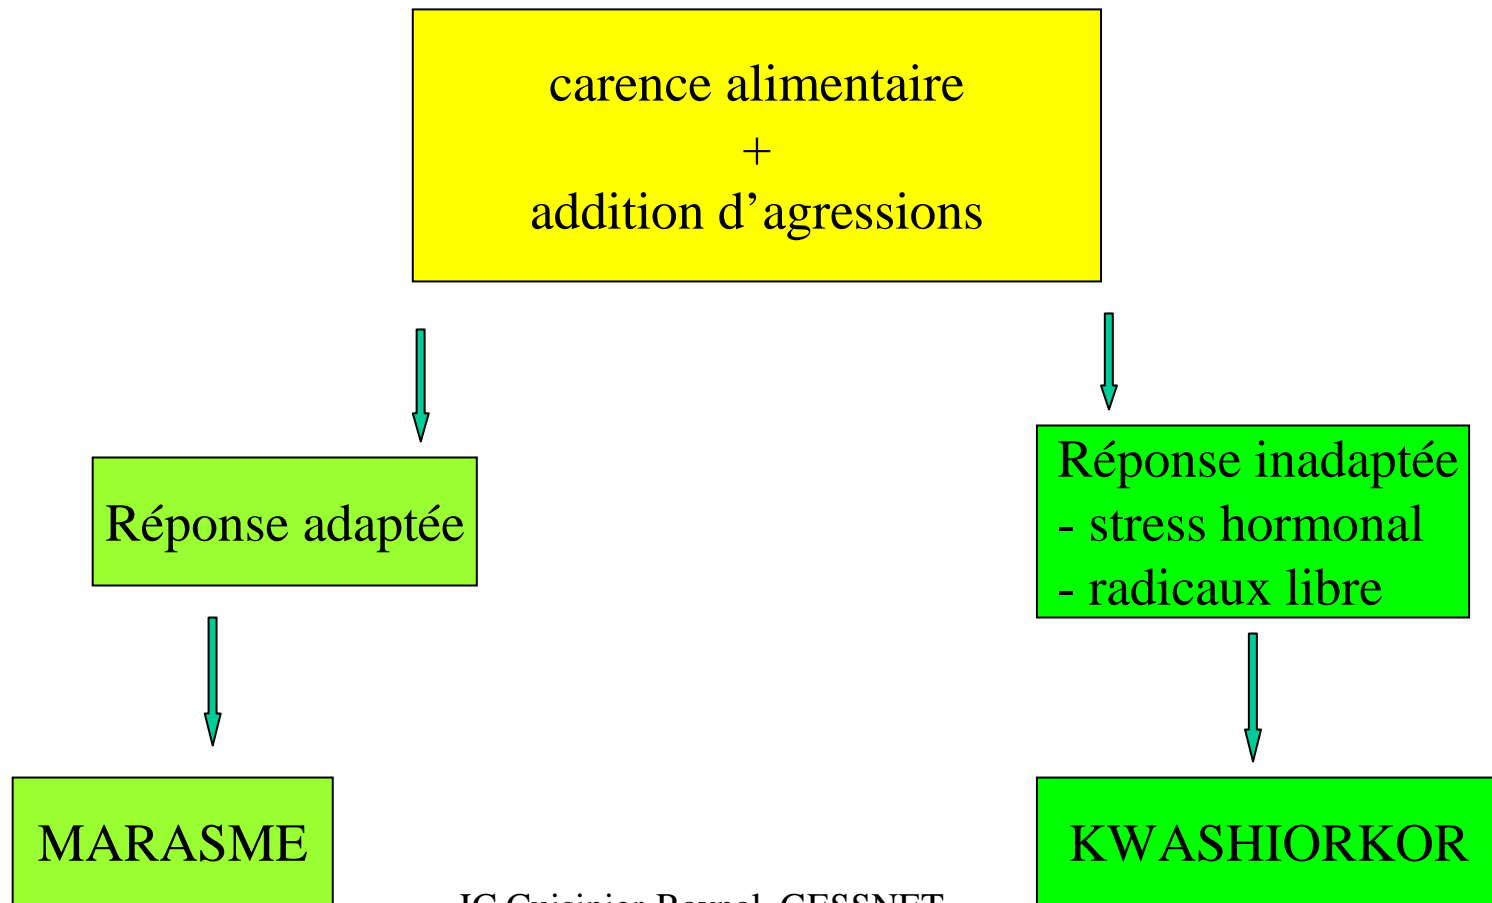 carence alimentaire
+
addition d’agressions
Réponse adaptée
Réponse inadaptée
- stress hormonal
- radicaux libre
MARASME
KWASHIORKOR